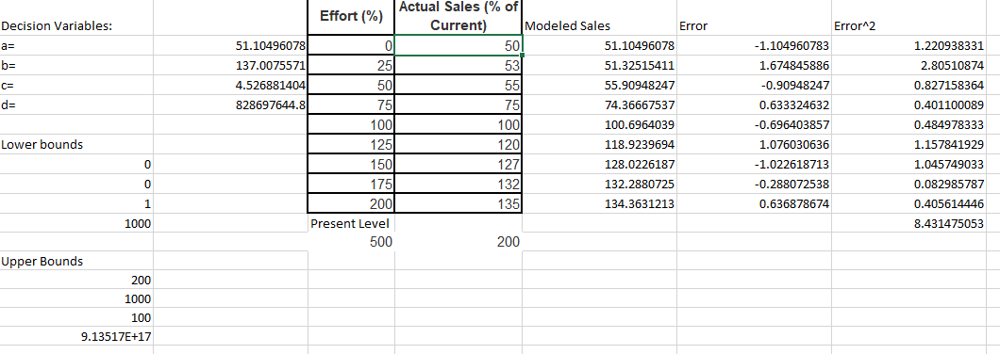 Decision Variables: Effort (%) Actual Sales (% of Current) Modeled Sales Error Error^2
a= 51.10496078 0 50 51.10496078 -1.104960783 1.220938331
b= 137.0075571 25 53 51.32515411 1.674845886 2.80510874
c= 4.526881404 50 55 55.90948247 -0.90948247 0.827158364
d= 828697644.8 75 75 74.36667537 0.633324632 0.401100089
100 100 100.6964039 -0.696403857 0.484978333
Lower bounds 125 120 118.9239694 1.076030636 1.157841929
0 150 127 128.0226187 -1.022618713 1.045749033
0 175 132 132.2880725 -0.288072538 0.082985787
1 200 135 134.3631213 0.636878674 0.405614446
1000 Present Level 8.431475053
500 200
Upper Bounds
200
1000
100
9.13517E+17